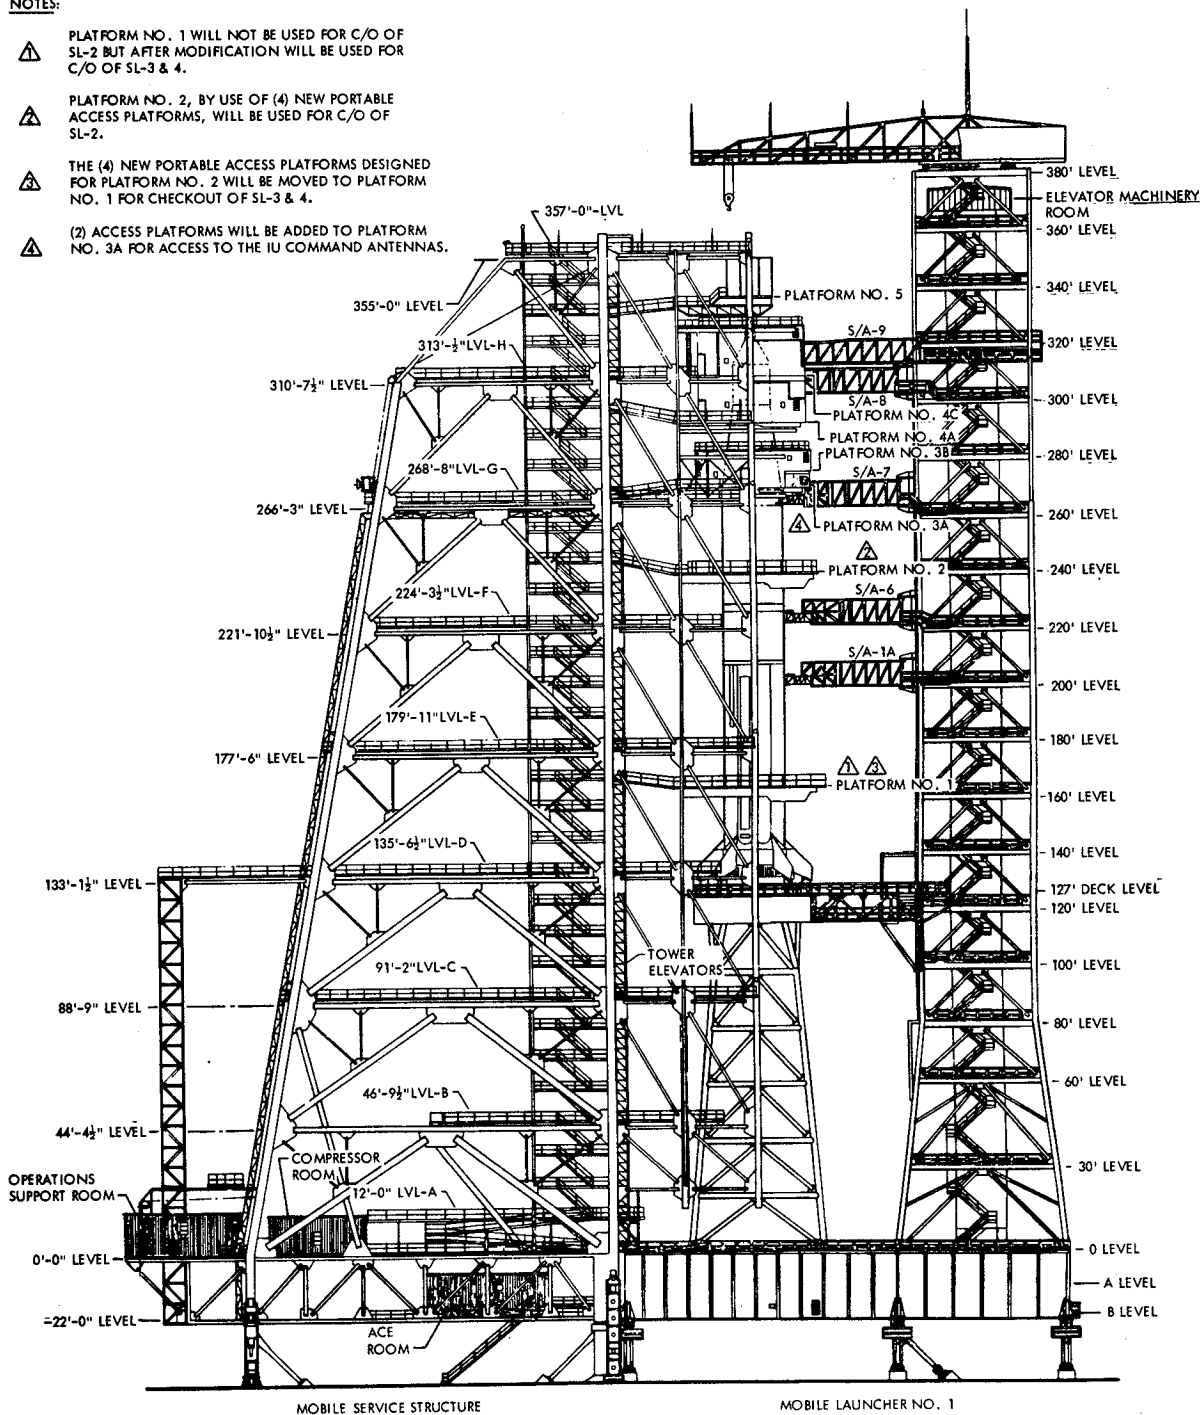 NOTES:
1 PLATFORM NO. 1 WILL NOT BE USED FOR C/O OF
SL-2 BUT AFTER MODIFICATION WILL BE USED FOR
C/O OF SL-3 & 4.
2 PLATFORM NO. 2, BY USE OF (4) NEW PORTABLE
ACCESS PLATFORMS, WILL BE USED FOR C/O OF
SL-2.
3 THE (4) NEW PORTABLE ACCESS PLATFORMS DESIGNED
FOR PLATFORM NO. 2 WILL BE MOVED TO PLATFORM
NO. 1 FOR CHECKOUT OF SL-3 & 4.
4 (2) ACCESS PLATFORMS WILL BE ADDED TO PLATFORM
NO. 3A FOR ACCESS TO THE IU COMMAND ANTENNAS.
357'-0"-LVL
355'-0" LEVEL
313'-½"LVL-H
310'-7½" LEVEL
268'-8"LVL-G
266'-3" LEVEL
224'-3½"LVL-F
221'-10½" LEVEL
179'-11"LVL-E
177'-6" LEVEL
135'-6½"LVL-D
133'-1½" LEVEL
91'-2"LVL-C
88'-9" LEVEL
46'-9½"LVL-B
44'-4½" LEVEL
COMPRESSOR
ROOM
OPERATIONS
SUPPORT ROOM
12'-0" LVL-A
0'-0" LEVEL
-22'-0" LEVEL
ACE
ROOM
TOWER
ELEVATORS
PLATFORM NO. 5
S/A-9
S/A-8
PLATFORM NO. 4C
PLATFORM NO. 4A
PLATFORM NO. 3B
S/A-7
4 PLATFORM NO. 3A
2
PLATFORM NO. 2
S/A-6
S/A-1A
1 3
PLATFORM NO. 1
380' LEVEL
ELEVATOR MACHINERY
ROOM
360' LEVEL
340' LEVEL
320' LEVEL
300' LEVEL
280' LEVEL
260' LEVEL
240' LEVEL
220' LEVEL
200' LEVEL
180' LEVEL
160' LEVEL
140' LEVEL
127' DECK LEVEL
120' LEVEL
100' LEVEL
80' LEVEL
60' LEVEL
30' LEVEL
0 LEVEL
A LEVEL
B LEVEL
MOBILE SERVICE STRUCTURE
MOBILE LAUNCHER NO. 1